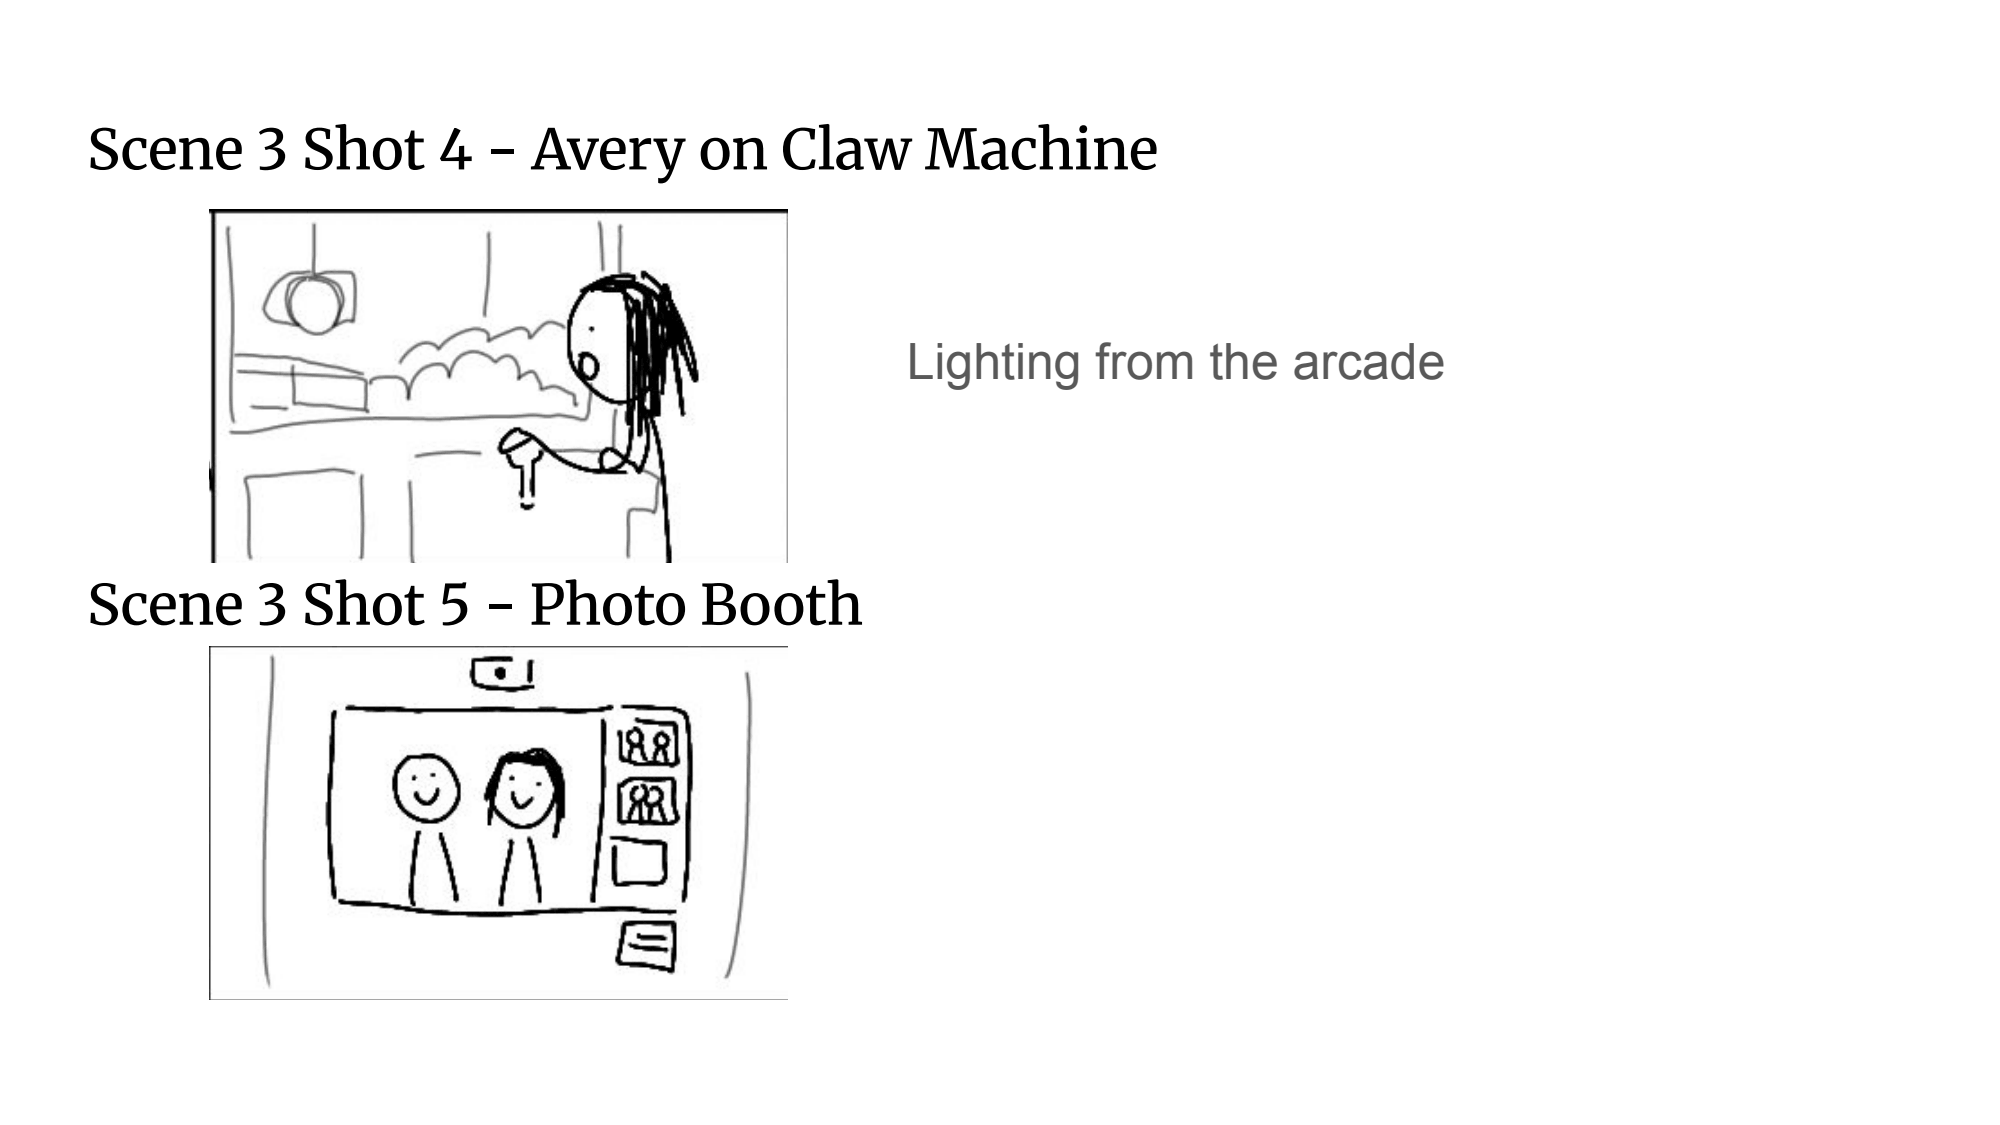 Scene 3 Shot 4 - Avery on Claw Machine
Lighting from the arcade
Scene 3 Shot 5 - Photo Booth